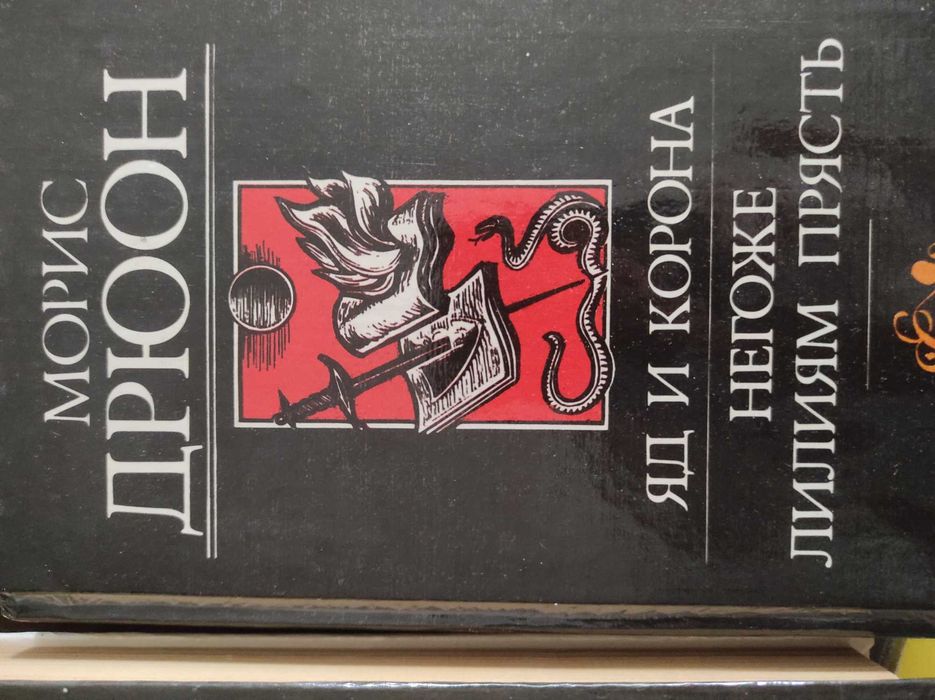 МОРИС
ДРЮОН
ЯД И КОРОНА
НЕГОЖЕ
ЛИЛИЯМ ПРЯСТЬ